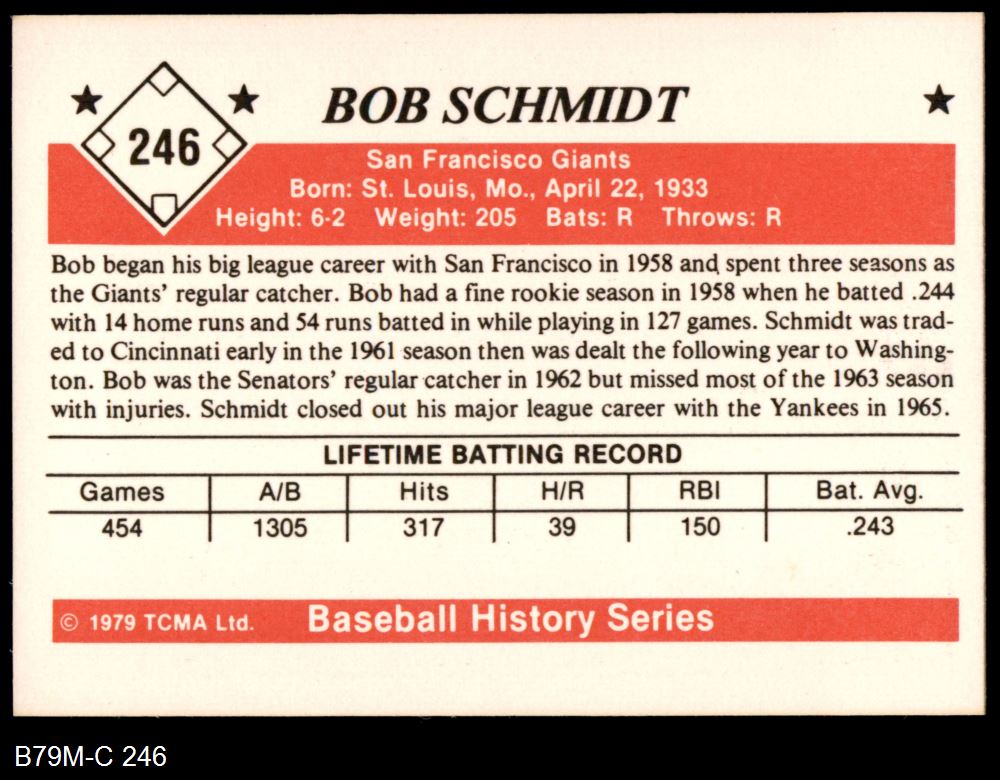 BOB SCHMIDT
246
San Francisco Giants
Born: St. Louis, Mo., April 22, 1933
Height: 6-2 Weight: 205 Bats: R Throws: R
Bob began his big league career with San Francisco in 1958 and spent three seasons as
the Giants' regular catcher. Bob had a fine rookie season in 1958 when he batted .244
with 14 home runs and 54 runs batted in while playing in 127 games. Schmidt was trad-
ed to Cincinnati early in the 1961 season then was dealt the following year to Washing-
ton. Bob was the Senators' regular catcher in 1962 but missed most of the 1963 season
with injuries. Schmidt closed out his major league career with the Yankees in 1965.
LIFETIME BATTING RECORD
Games A/B Hits H/R RBI Bat. Avg.
454 1305 317 39 150 .243
© 1979 TCMA Ltd. Baseball History Series
B79M-C 246